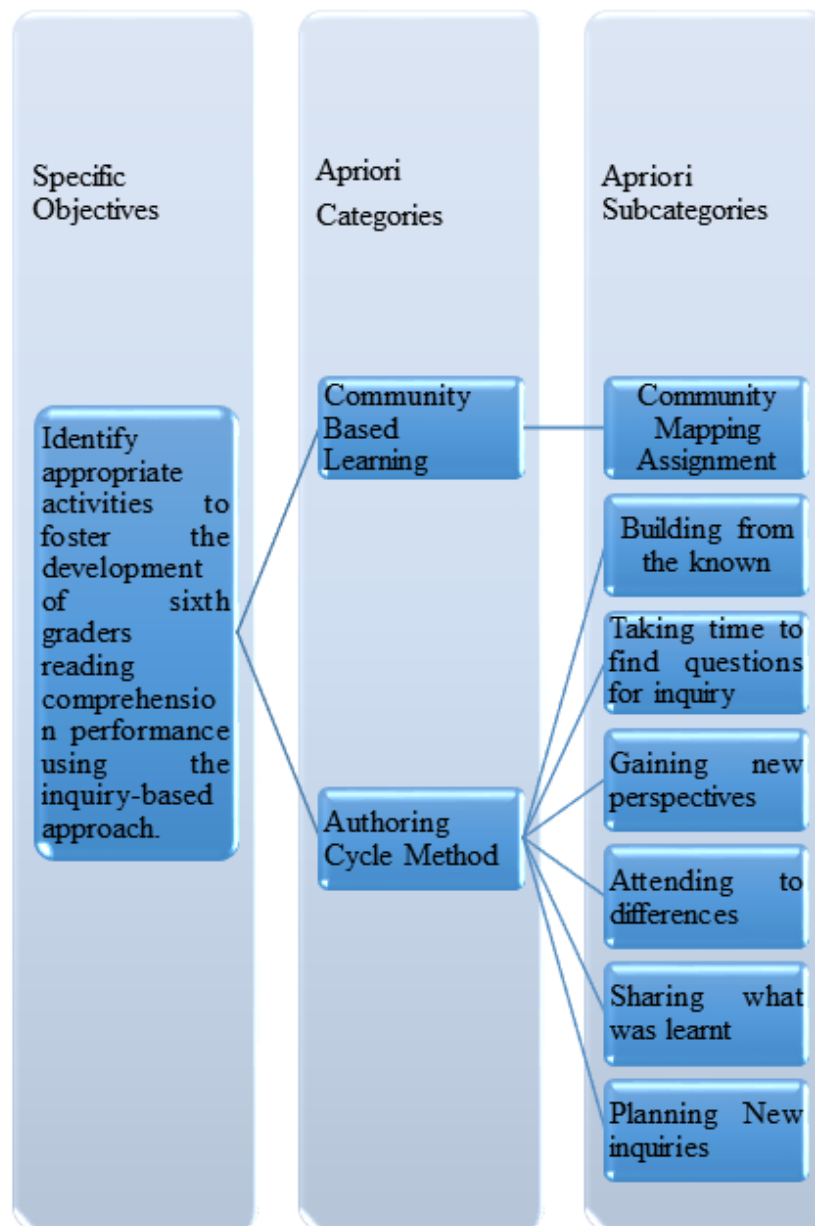 Specific
Objectives
Apriori
Categories
Apriori
Subcategories
Identify
appropriate
activities to
foster the
development
of sixth
graders
reading
comprehensio
n performance
using the
inquiry-based
approach.
Community
Based
Learning
Authoring
Cycle Method
Community
Mapping
Assignment
Building from
the known
Taking time to
find questions
for inquiry
Gaining new
perspectives
Attending to
differences
Sharing what
was learnt
Planning New
inquiries